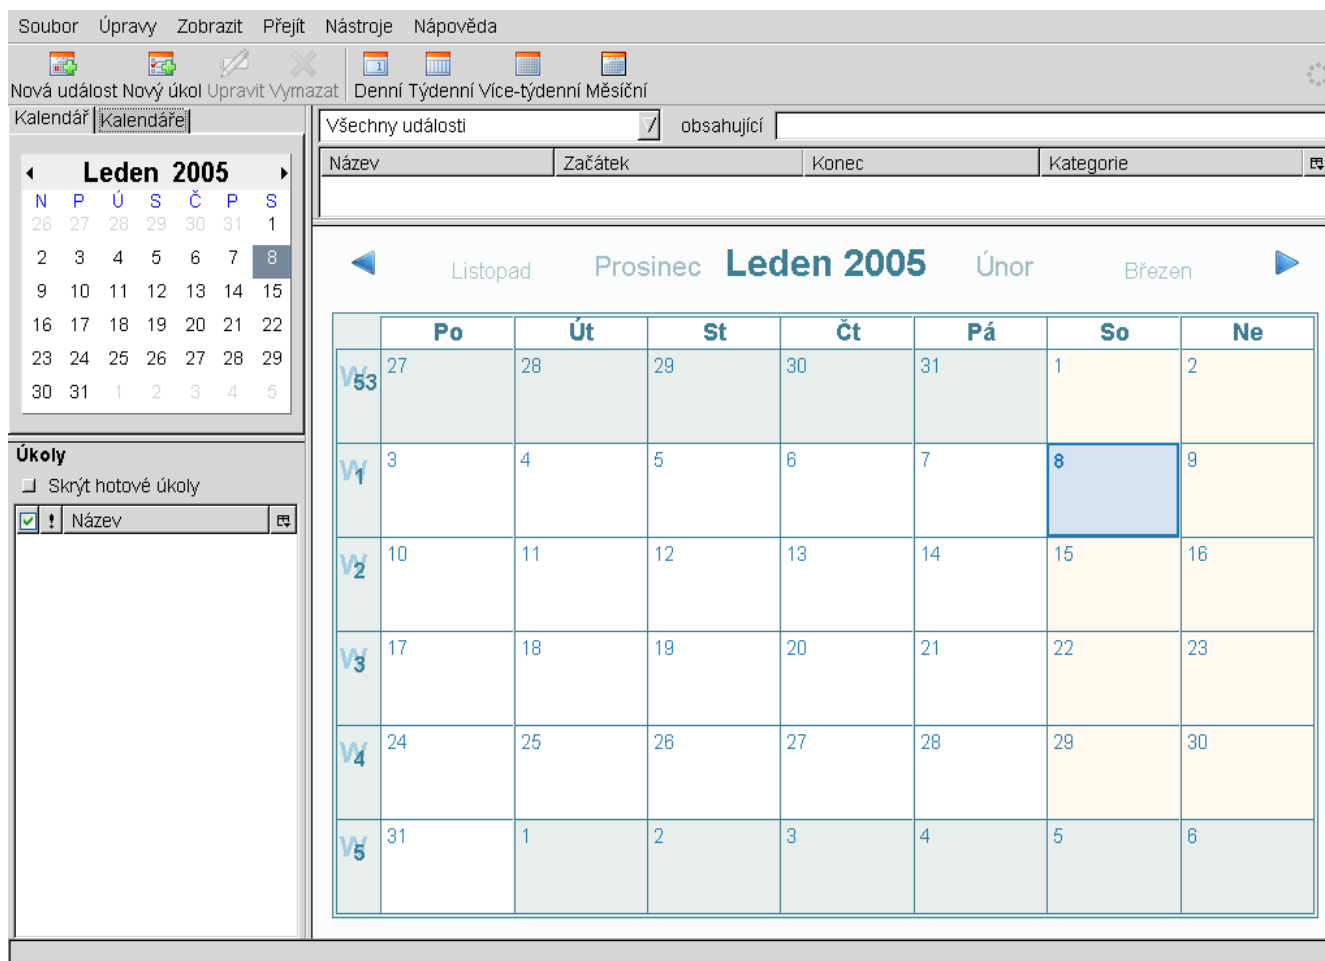 Soubor Úpravy Zobrazit Přejít Nástroje Nápověda
Nová událost Nový úkol Upravit Vymazat Denní Týdenní Více-týdenní Měsíční
Kalendář Kalendáře
Všechny události obsahující
Název Začátek Konec Kategorie
Leden 2005
N P Ú S Č P S
26 27 28 29 30 31 1
2 3 4 5 6 7 8
9 10 11 12 13 14 15
16 17 18 19 20 21 22
23 24 25 26 27 28 29
30 31 1 2 3 4 5
Úkoly
Skrýt hotové úkoly
! Název
Listopad Prosinec Leden 2005 Únor Březen
Po Út St Čt Pá So Ne
W53 27 28 29 30 31 1 2
W1 3 4 5 6 7 8 9
W2 10 11 12 13 14 15 16
W3 17 18 19 20 21 22 23
W4 24 25 26 27 28 29 30
W5 31 1 2 3 4 5 6